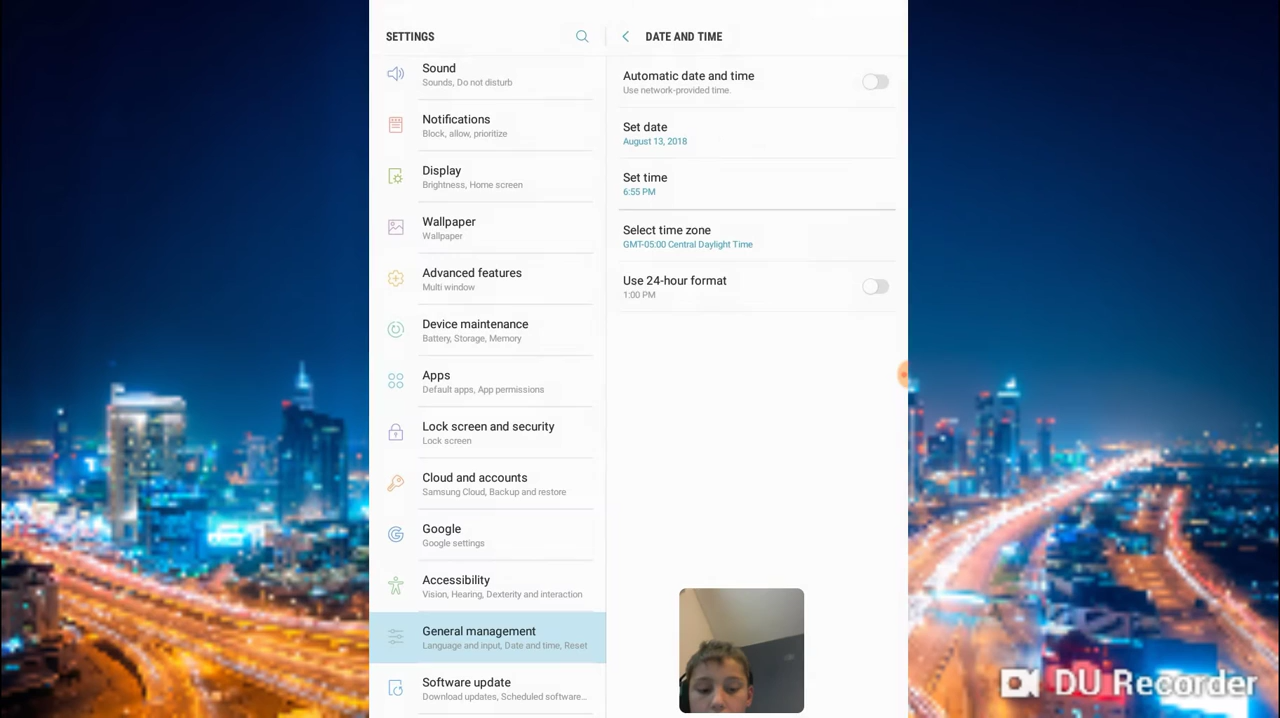 SETTINGS
Sound
Sounds, Do not disturb
Notifications
Block, allow, prioritize
Display
Brightness, Home screen
Wallpaper
Wallpaper
Advanced features
Multi window
Device maintenance
Battery, Storage, Memory
Apps
Default apps, App permissions
Lock screen and security
Lock screen
Cloud and accounts
Samsung Cloud, Backup and restore
Google
Google settings
Accessibility
Vision, Hearing, Dexterity and interaction
General management
Language and input, Date and time, Reset
Software update
Download updates, Scheduled software...
DATE AND TIME
Automatic date and time
Use network-provided time.
Set date
August 13, 2018
Set time
6:55 PM
Select time zone
GMT-05:00 Central Daylight Time
Use 24-hour format
1:00 PM
DU Recorder